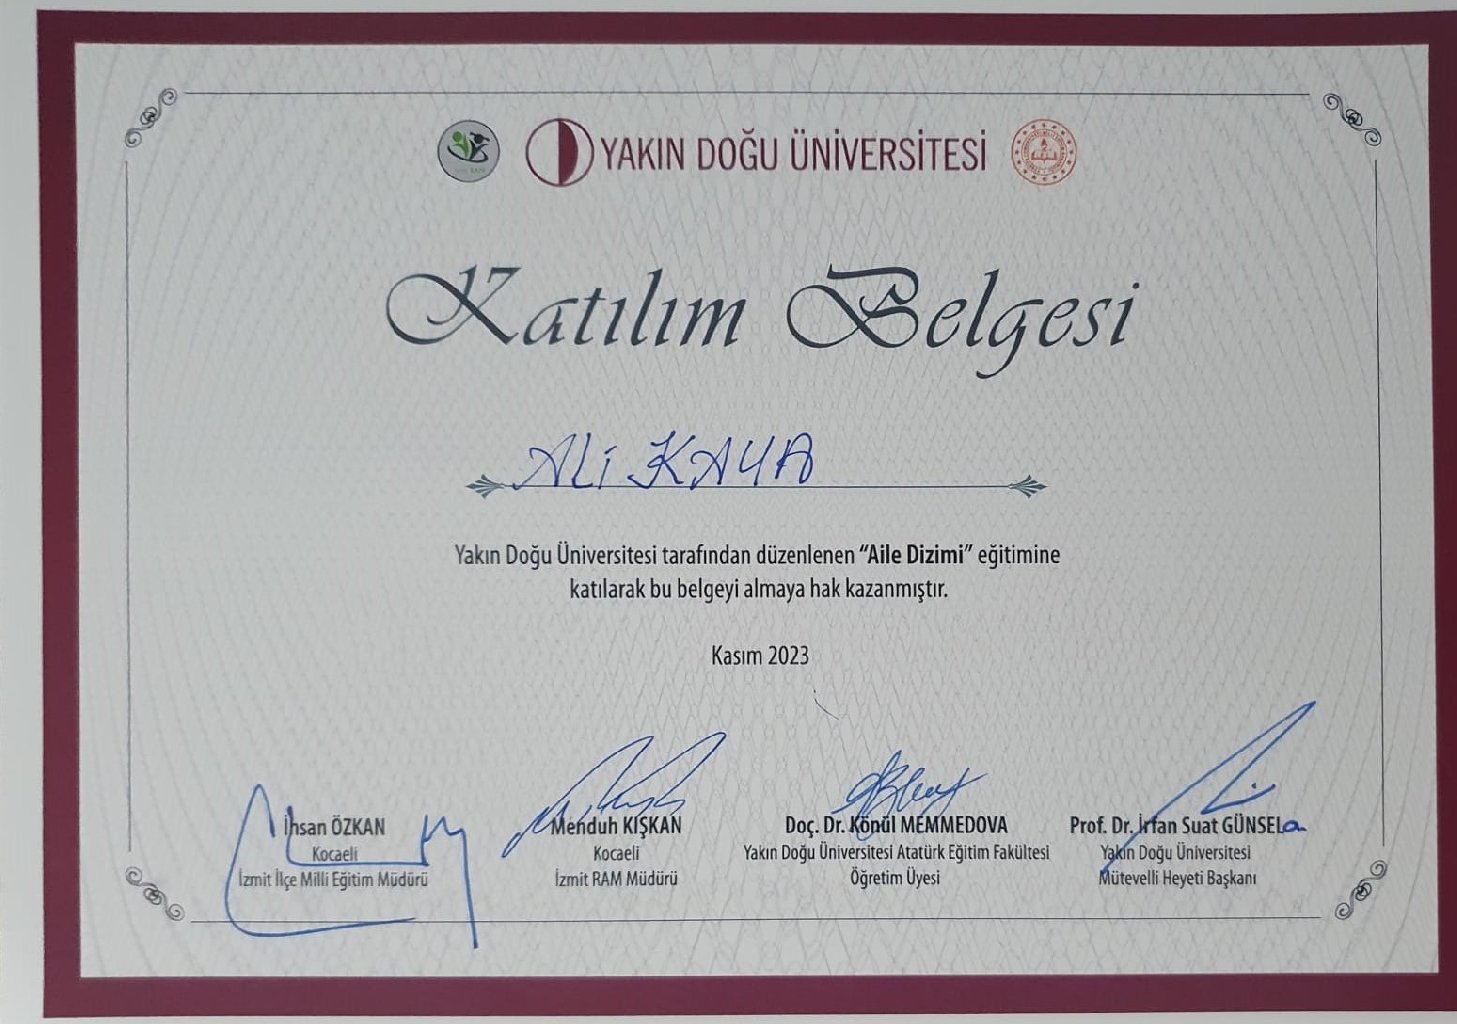 YAKIN DOĞU ÜNİVERSİTESİ
Katılım Belgesi
ALİ KAYA
Yakın Doğu Üniversitesi tarafından düzenlenen “Aile Dizimi” eğitimine
katılarak bu belgeyi almaya hak kazanmıştır.
Kasım 2023
İhsan ÖZKAN
Kocaeli
İzmit İlçe Milli Eğitim Müdürü
Menduh KIŞKAN
Kocaeli
İzmit RAM Müdürü
Doç. Dr. Könül MEMMEDOVA
Yakın Doğu Üniversitesi Atatürk Eğitim Fakültesi
Öğretim Üyesi
Prof. Dr. İrfan Suat GÜNSEL
Yakın Doğu Üniversitesi
Mütevelli Heyeti Başkanı